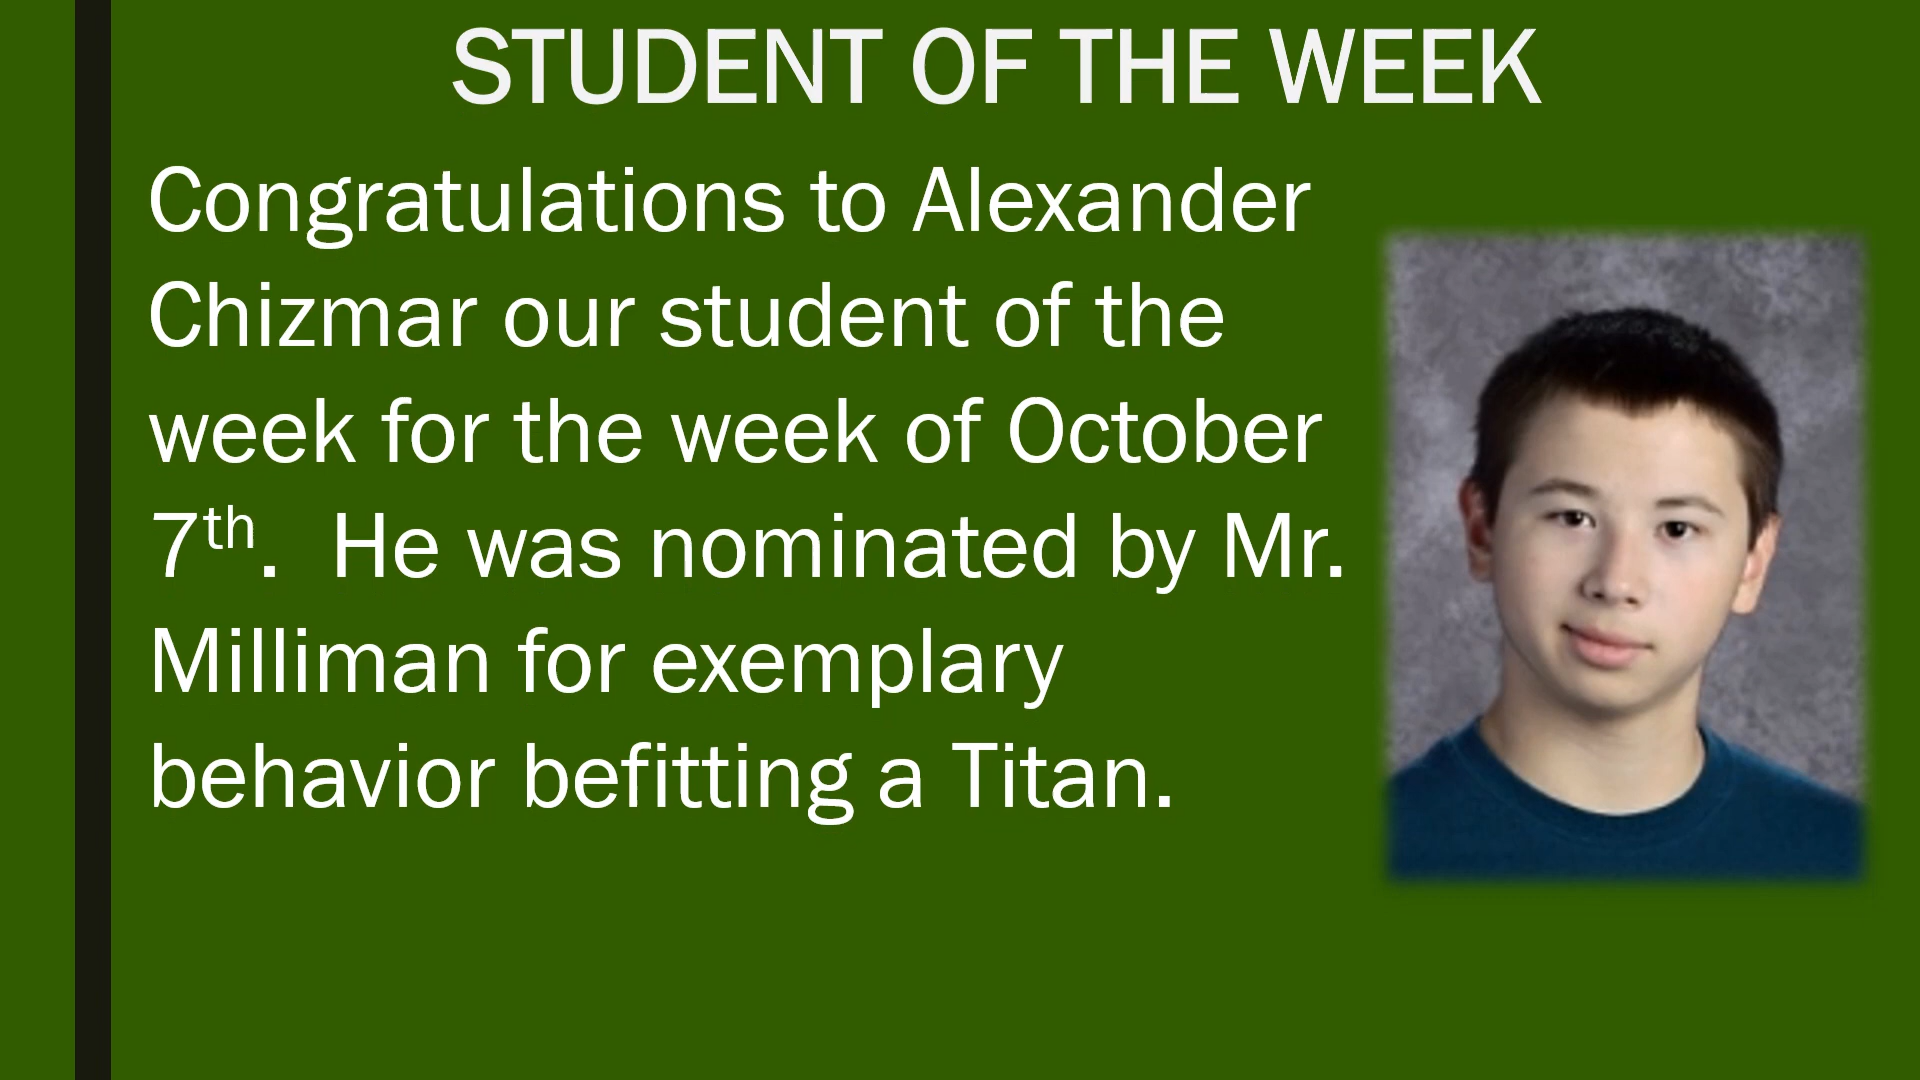 STUDENT OF THE WEEK
Congratulations to Alexander
Chizmar our student of the
week for the week of October
7th.  He was nominated by Mr.
Milliman for exemplary
behavior befitting a Titan.